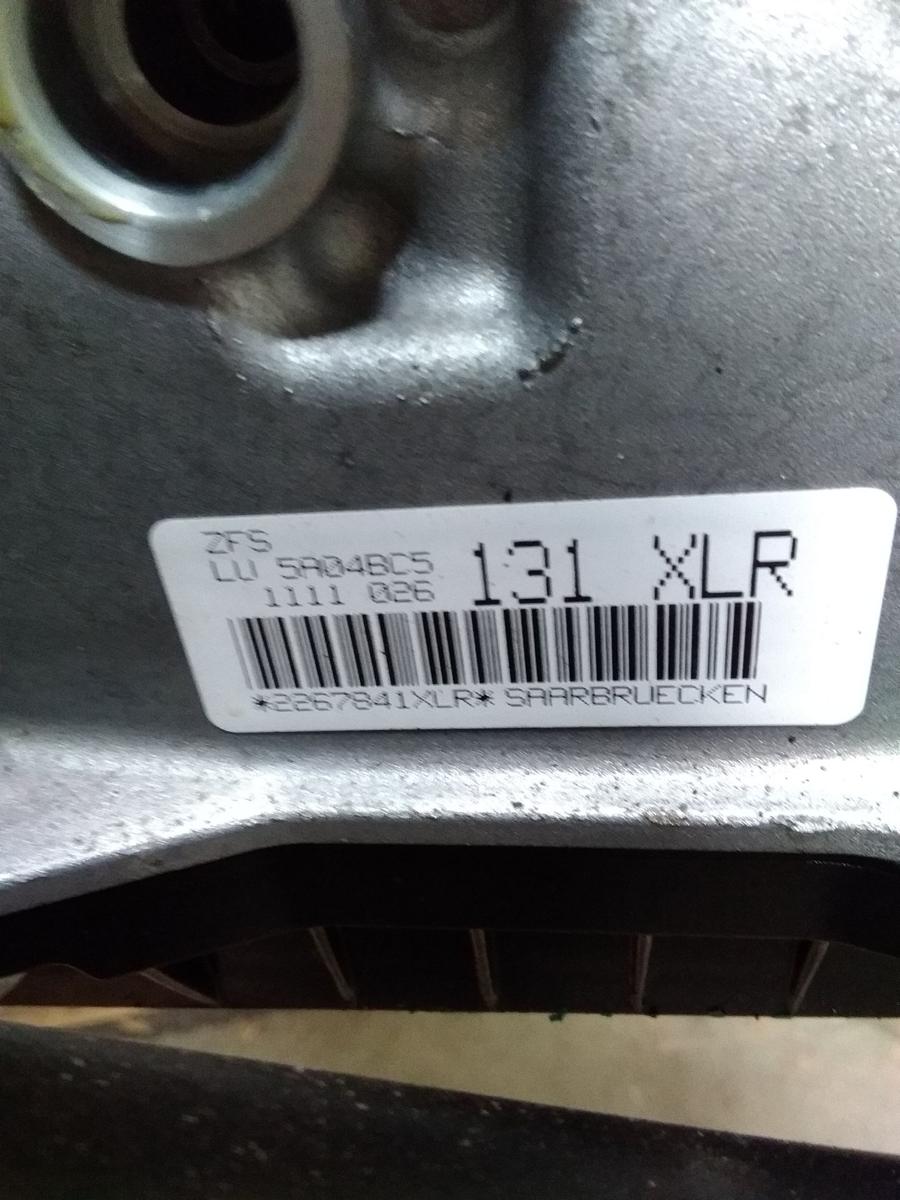 ZFS
LU 5A04BC5
1111 026
131 XLR
*2267841XLR* SAARBRUECKEN